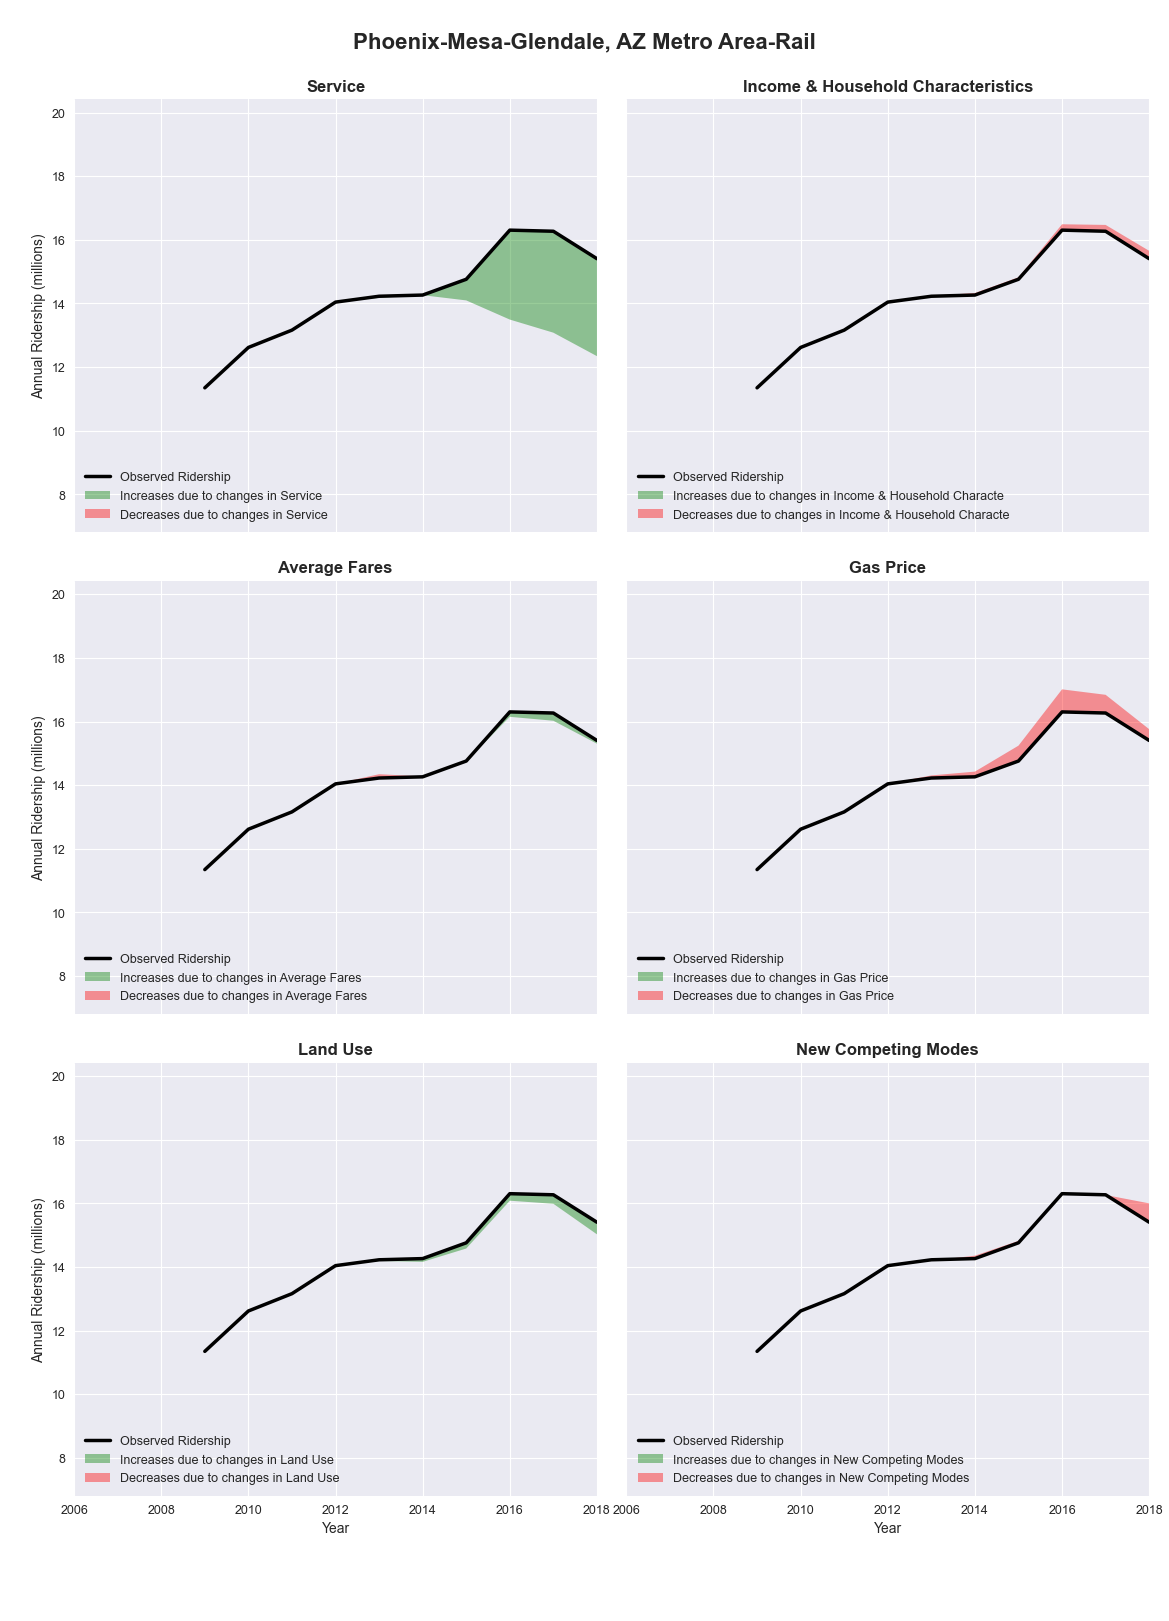 Phoenix-Mesa-Glendale, AZ Metro Area-Rail
Service
Income & Household Characteristics
20
18
16
14
12
10
8
Annual Ridership (millions)
Observed Ridership
Increases due to changes in Service
Decreases due to changes in Service
Observed Ridership
Increases due to changes in Income & Household Characte
Decreases due to changes in Income & Household Characte
Average Fares
Gas Price
20
18
16
14
12
10
8
Annual Ridership (millions)
Observed Ridership
Increases due to changes in Average Fares
Decreases due to changes in Average Fares
Observed Ridership
Increases due to changes in Gas Price
Decreases due to changes in Gas Price
Land Use
New Competing Modes
20
18
16
14
12
10
8
Annual Ridership (millions)
Observed Ridership
Increases due to changes in Land Use
Decreases due to changes in Land Use
Observed Ridership
Increases due to changes in New Competing Modes
Decreases due to changes in New Competing Modes
2006 2008 2010 2012 2014 2016 2018
2006 2008 2010 2012 2014 2016 2018
Year
Year